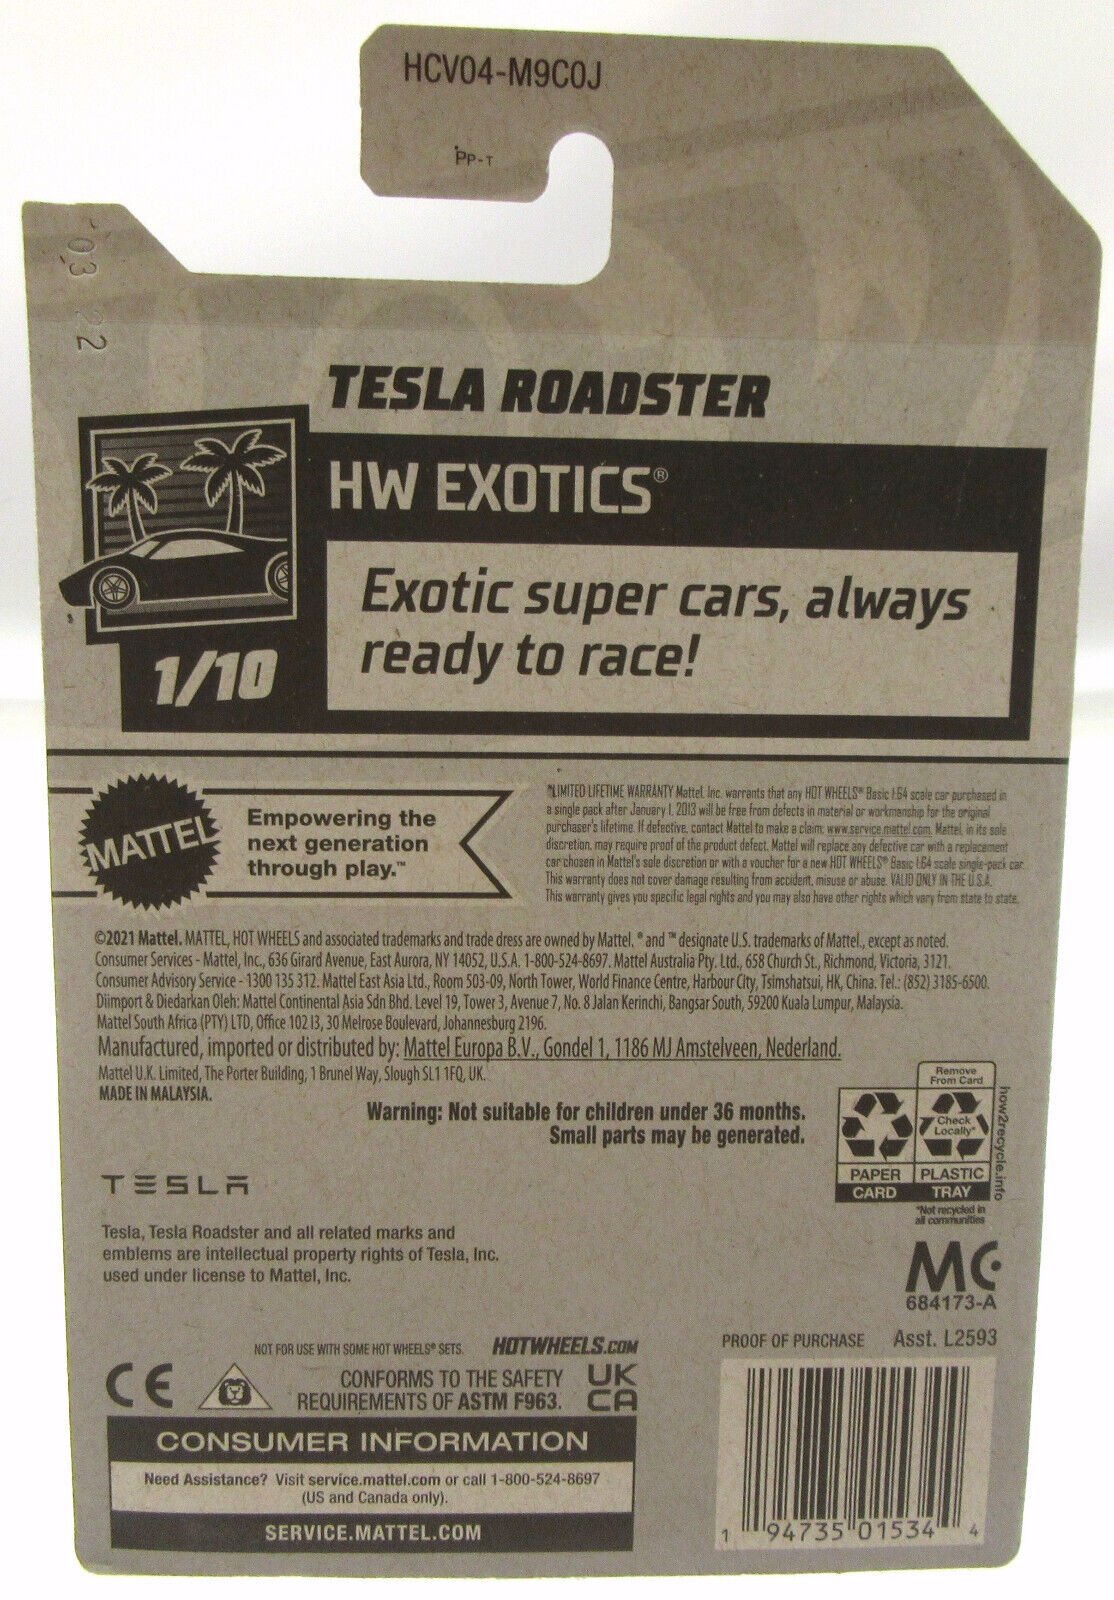 HCV04-M9C0J
PP-T
03 22
TESLA ROADSTER
HW EXOTICS®
Exotic super cars, always
ready to race!
1/10
MATTEL
Empowering the
next generation
through play.™
*LIMITED LIFETIME WARRANTY Mattel, Inc. warrants that any HOT WHEELS® Basic 1:64 scale car purchased in
a single pack after January 1, 2013 will be free from defects in material or workmanship for the original
purchaser's lifetime. If defective, contact Mattel to make a claim: www.service.mattel.com. Mattel, in its sole
discretion, may require proof of the product defect. Mattel will replace any defective car with a replacement
car chosen in Mattel's sole discretion or with a voucher for a new HOT WHEELS® Basic 1:64 scale single-pack car.
This warranty does not cover damage resulting from accident, misuse or abuse. VALID ONLY IN THE U.S.A.
This warranty gives you specific legal rights and you may also have other rights which vary from state to state.
©2021 Mattel. MATTEL, HOT WHEELS and associated trademarks and trade dress are owned by Mattel. ® and ™ designate U.S. trademarks of Mattel, except as noted.
Consumer Services - Mattel, Inc., 636 Girard Avenue, East Aurora, NY 14052, U.S.A. 1-800-524-8697. Mattel Australia Pty. Ltd., 658 Church St., Richmond, Victoria, 3121.
Consumer Advisory Service - 1300 135 312. Mattel East Asia Ltd., Room 503-09, North Tower, World Finance Centre, Harbour City, Tsimshatsui, HK, China. Tel.: (852) 3185-6500.
Diimport & Diedarkan Oleh: Mattel Continental Asia Sdn Bhd. Level 19, Tower 3, Avenue 7, No. 8 Jalan Kerinchi, Bangsar South, 59200 Kuala Lumpur, Malaysia.
Mattel South Africa (PTY) LTD, Office 102 I3, 30 Melrose Boulevard, Johannesburg 2196.
Manufactured, imported or distributed by: Mattel Europa B.V., Gondel 1, 1186 MJ Amstelveen, Nederland.
Mattel U.K. Limited, The Porter Building, 1 Brunel Way, Slough SL1 1FQ, UK.
MADE IN MALAYSIA.
Warning: Not suitable for children under 36 months.
Small parts may be generated.
Remove
From Card
Check
Locally*
PAPER
CARD
PLASTIC
TRAY
how2recycle.info
*Not recycled in
all communities
TESLA
Tesla, Tesla Roadster and all related marks and
emblems are intellectual property rights of Tesla, Inc.
used under license to Mattel, Inc.
MC
684173-A
NOT FOR USE WITH SOME HOT WHEELS® SETS.
HOTWHEELS.COM
PROOF OF PURCHASE
Asst. L2593
CE
CONFORMS TO THE SAFETY
REQUIREMENTS OF ASTM F963.
UK
CA
CONSUMER INFORMATION
Need Assistance? Visit service.mattel.com or call 1-800-524-8697
(US and Canada only).
SERVICE.MATTEL.COM
1 94735 01534 4